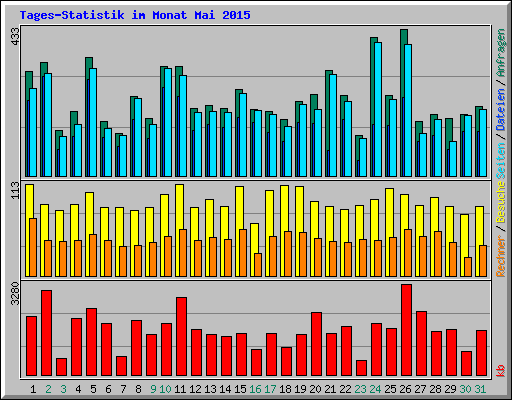 Tages-Statistik im Monat Mai 2015
433
113
3280
Rechner / Besuche
Seiten / Dateien / Anfragen
kb
1 2 3 4 5 6 7 8 9 10 11 12 13 14 15 16 17 18 19 20 21 22 23 24 25 26 27 28 29 30 31